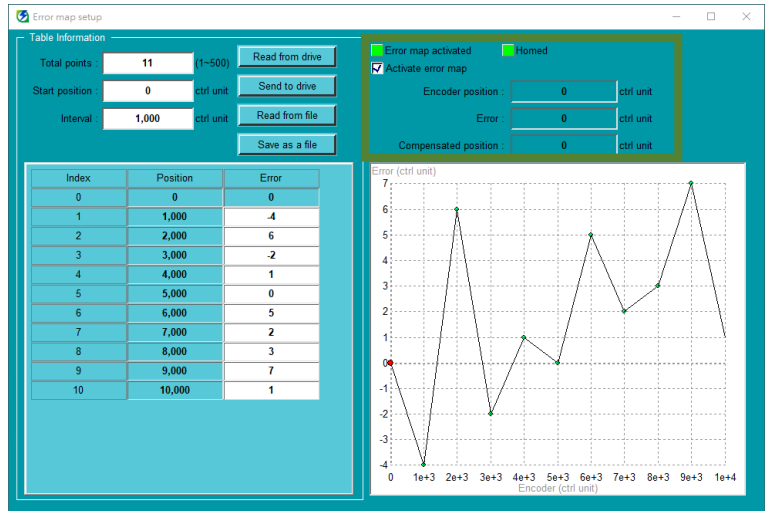 Error map setup
Table Information
Total points : 11 (1~500) Read from drive
Start position : 0 ctrl unit Send to drive
Interval : 1,000 ctrl unit Read from file
Save as a file
Error map activated Homed
Activate error map
Encoder position : 0 ctrl unit
Error : 0 ctrl unit
Compensated position : 0 ctrl unit
Index Position Error
0 0 0
1 1,000 -4
2 2,000 6
3 3,000 -2
4 4,000 1
5 5,000 0
6 6,000 5
7 7,000 2
8 8,000 3
9 9,000 7
10 10,000 1
Error (ctrl unit)
7
6
5
4
3
2
1
0
-1
-2
-3
-4
0 1e+3 2e+3 3e+3 4e+3 5e+3 6e+3 7e+3 8e+3 9e+3 1e+4
Encoder (ctrl unit)